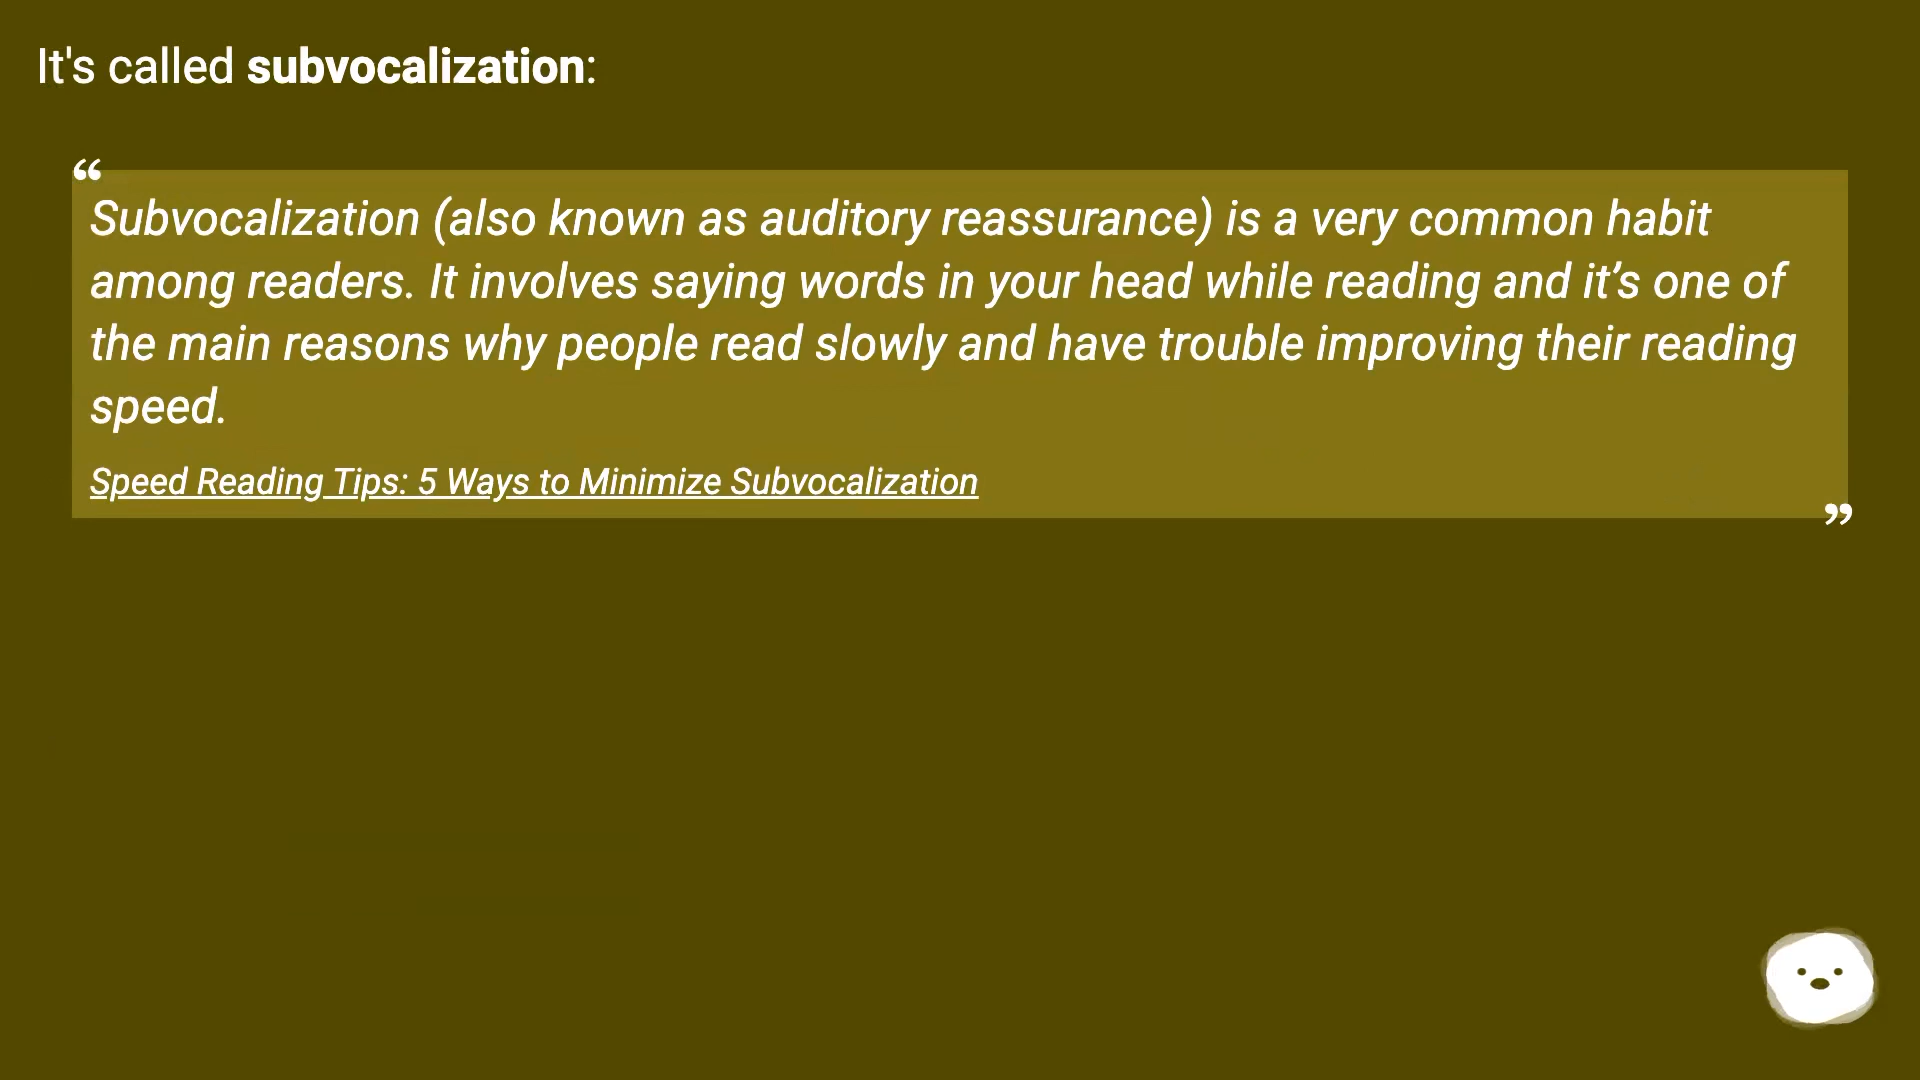 It's called subvocalization:
“
Subvocalization (also known as auditory reassurance) is a very common habit
among readers. It involves saying words in your head while reading and it’s one of
the main reasons why people read slowly and have trouble improving their reading
speed.
Speed Reading Tips: 5 Ways to Minimize Subvocalization
”